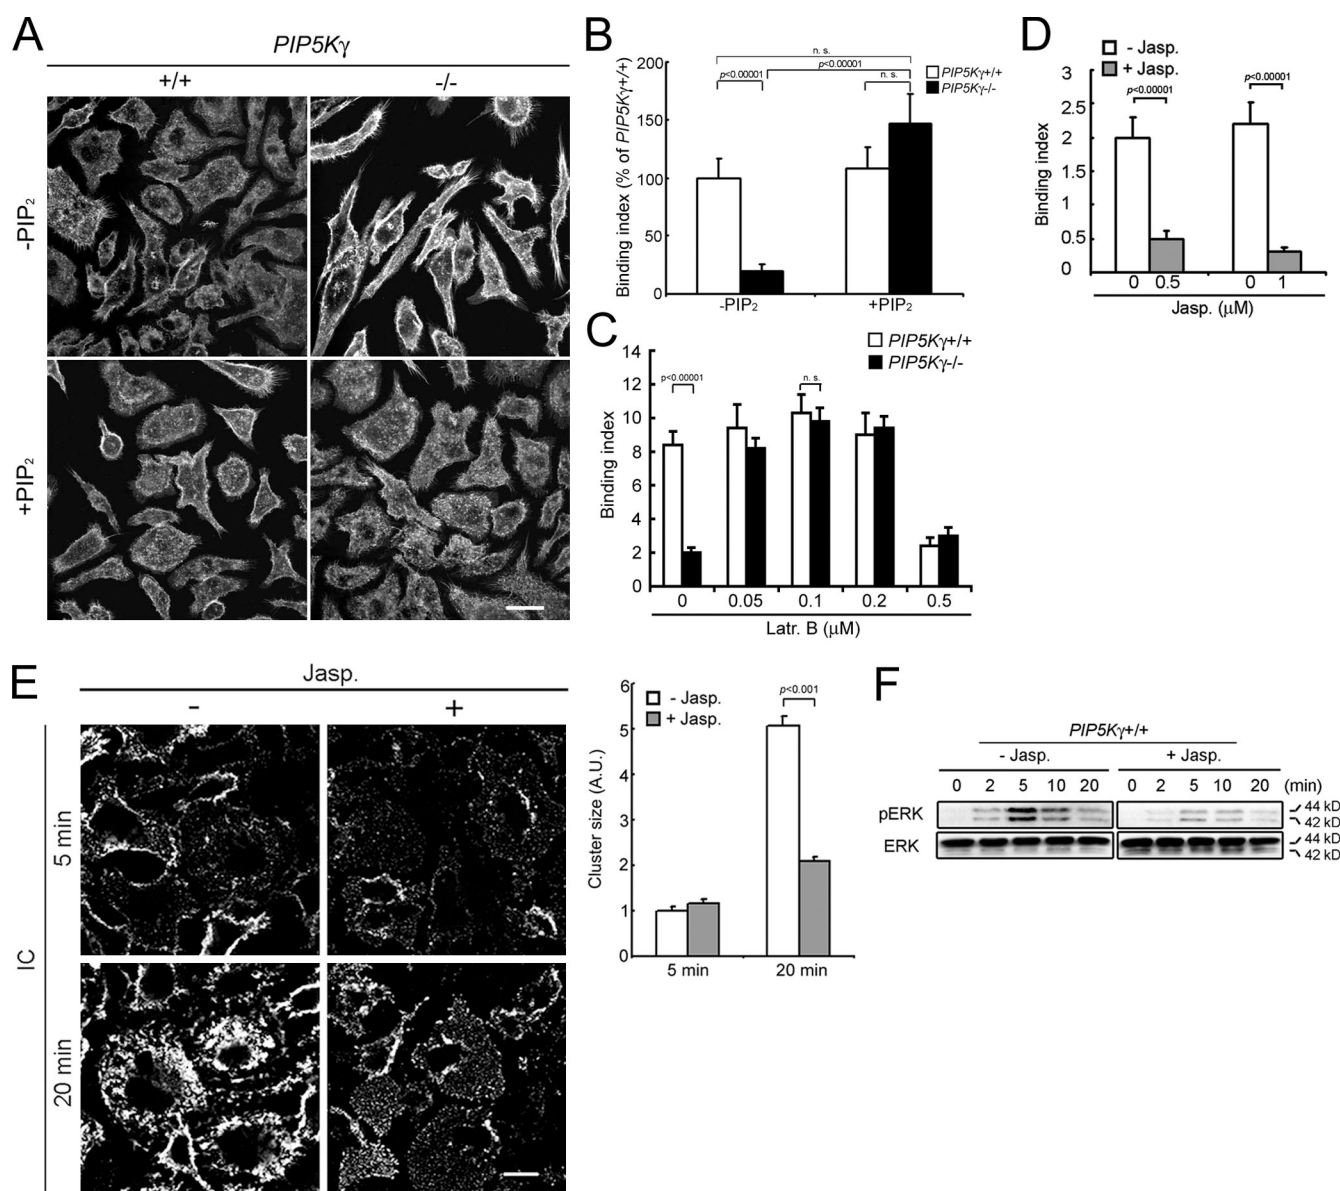 A
PIP5Kγ
+/+ -/-
-PIP₂
+PIP₂
B
Binding index (% of PIP5Kγ+/+)
200
150
100
50
0
n. s.
p<0.00001
p<0.00001
n. s.
PIP5Kγ+/+
PIP5Kγ-/-
-PIP₂ +PIP₂
C
PIP5Kγ+/+
PIP5Kγ-/-
Binding index
14
12
10
8
6
4
2
0
p<0.00001
n. s.
0 0.05 0.1 0.2 0.5
Latr. B (μM)
D
- Jasp.
+ Jasp.
Binding index
3
2.5
2
1.5
1
0.5
0
p<0.00001
p<0.00001
0 0.5 0 1
Jasp. (μM)
E
Jasp.
- +
IC
5 min
20 min
Cluster size (A.U.)
6
5
4
3
2
1
0
- Jasp.
+ Jasp.
p<0.001
5 min 20 min
F
PIP5Kγ+/+
- Jasp. + Jasp.
0 2 5 10 20 0 2 5 10 20 (min)
pERK
44 kD
42 kD
ERK
44 kD
42 kD